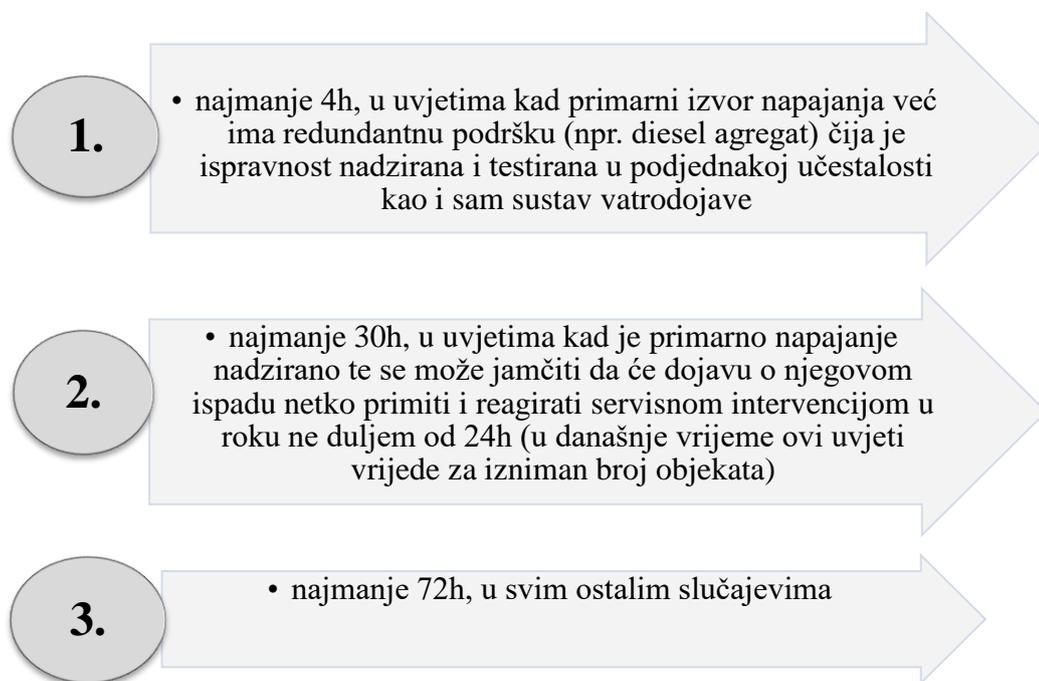 1.
• najmanje 4h, u uvjetima kad primarni izvor napajanja već
ima redundantnu podršku (npr. diesel agregat) čija je
ispravnost nadzirana i testirana u podjednakoj učestalosti
kao i sam sustav vatrodojave
2.
• najmanje 30h, u uvjetima kad je primarno napajanje
nadzirano te se može jamčiti da će dojavu o njegovom
ispadu netko primiti i reagirati servisnom intervencijom u
roku ne duljem od 24h (u današnje vrijeme ovi uvjeti
vrijede za izniman broj objekata)
3.
• najmanje 72h, u svim ostalim slučajevima